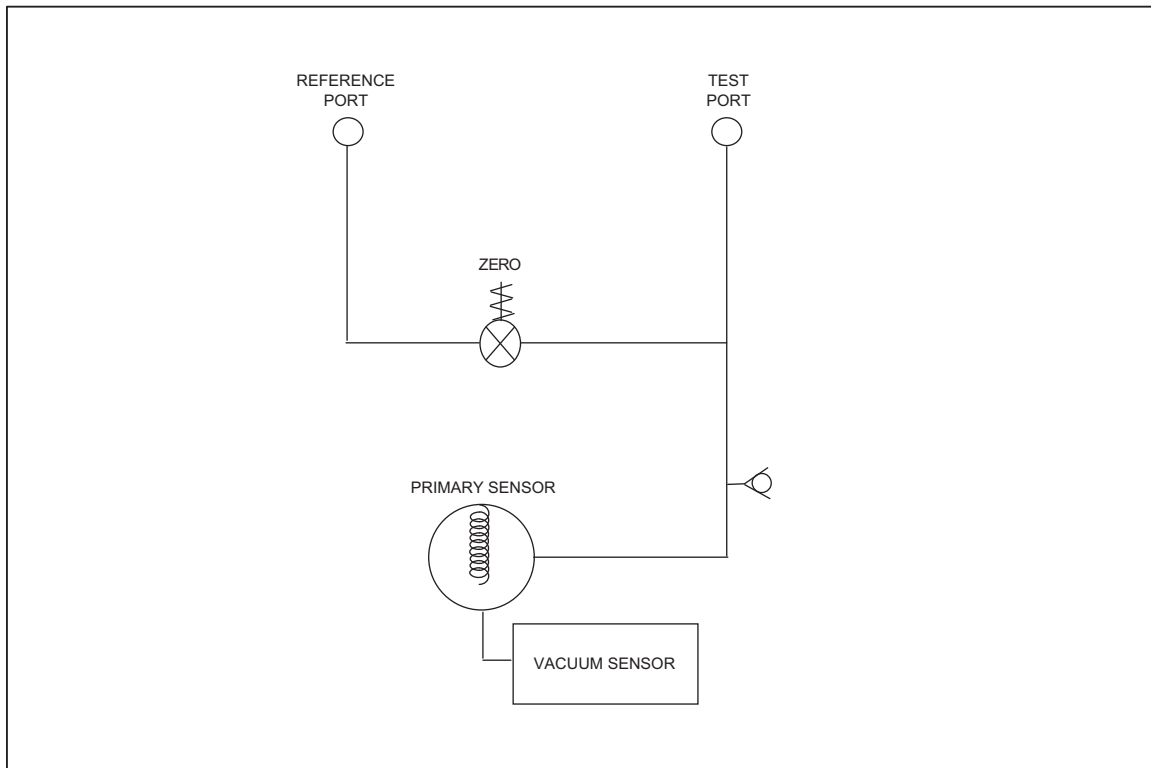 REFERENCE
PORT
TEST
PORT
ZERO
PRIMARY SENSOR
VACUUM SENSOR